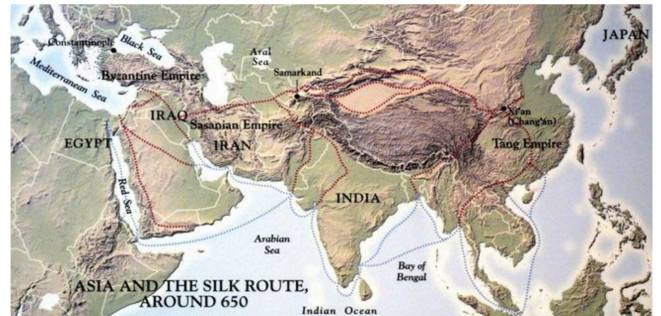 JAPAN
Constantinople
Black Sea
Aral
Sea
Mediterranean Sea
Byzantine Empire
Samarkand
IRAQ
Sasanian Empire
IRAN
EGYPT
Xi'an
(Chang'an)
Tang Empire
Red Sea
INDIA
Arabian
Sea
Bay of
Bengal
ASIA AND THE SILK ROUTE,
AROUND 650
Indian Ocean